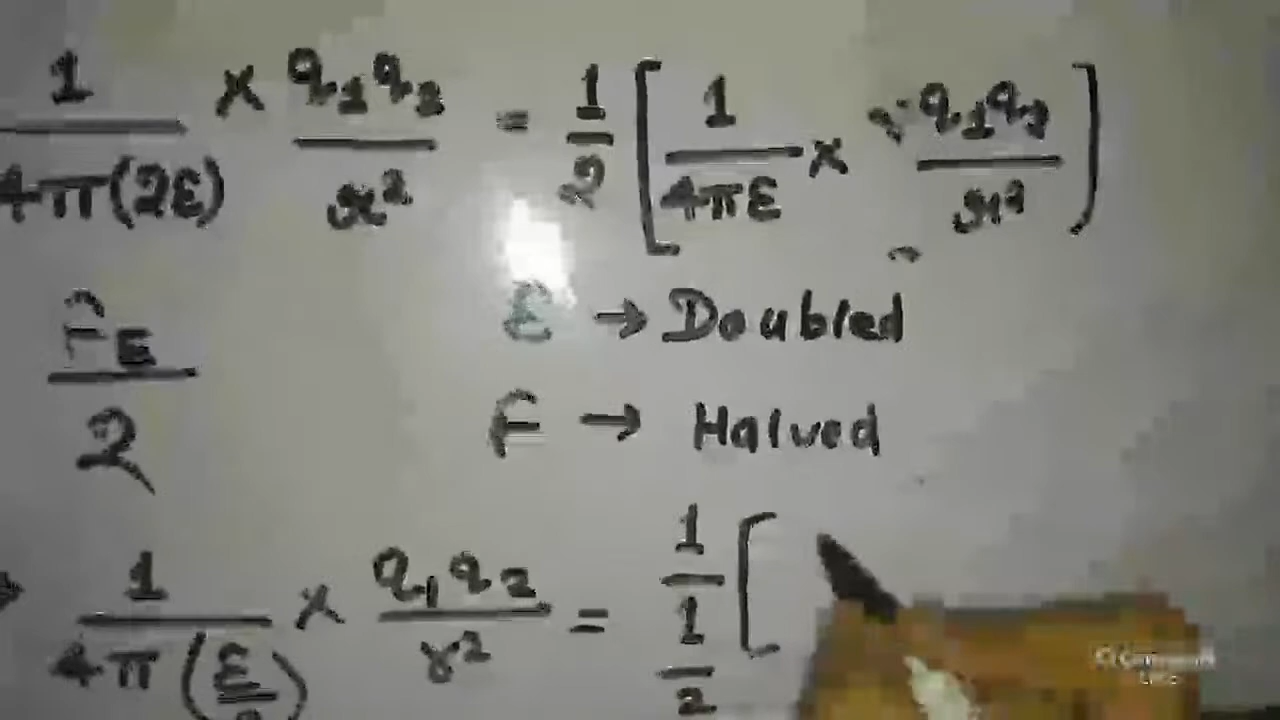 1/4π(2ε) × q₁q₂/r² = 1/2 [1/4πε × q₁q₂/r²]
ε → Doubled
Fε/2
F → Halved
1/4π(ε/2) × q₁q₂/r² = 1/(1/2) [